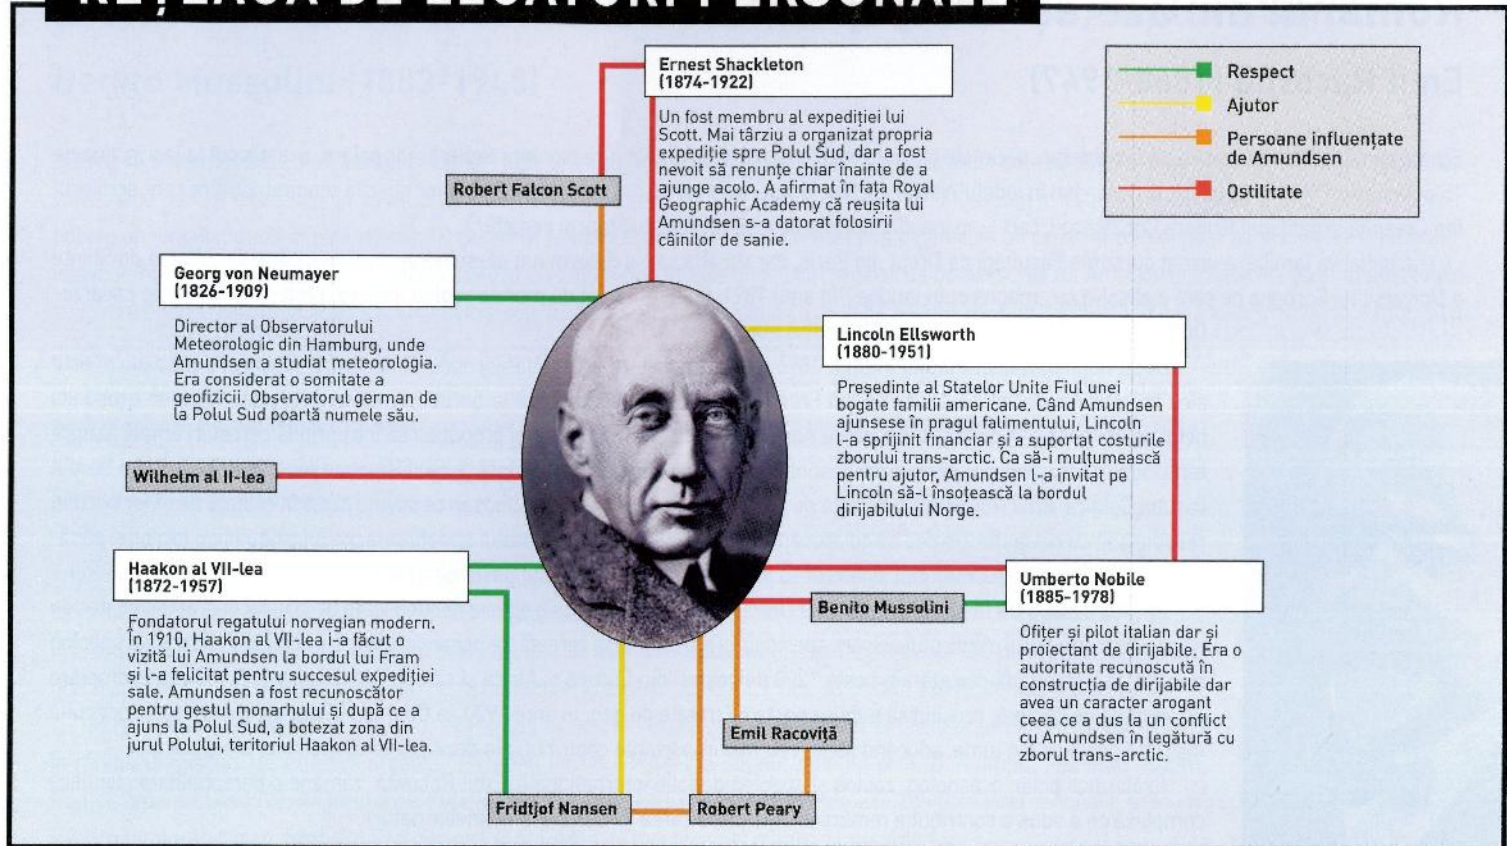 REȚEAUA DE LEGĂTURI PERSONALE
Ernest Shackleton
(1874-1922)
Un fost membru al expediției lui
Scott. Mai târziu a organizat propria
expediție spre Polul Sud, dar a fost
nevoit să renunțe chiar înainte de a
ajunge acolo. A afirmat în fața Royal
Geographic Academy că reușita lui
Amundsen s-a datorat folosirii
câinilor de sanie.
Respect
Ajutor
Persoane influențate
de Amundsen
Ostilitate
Robert Falcon Scott
Georg von Neumayer
(1826-1909)
Director al Observatorului
Meteorologic din Hamburg, unde
Amundsen a studiat meteorologia.
Era considerat o somitate a
geofizicii. Observatorul german de
la Polul Sud poartă numele său.
Lincoln Ellsworth
(1880-1951)
Președinte al Statelor Unite Fiul unei
bogate familii americane. Când Amundsen
ajunsese în pragul falimentului, Lincoln
l-a sprijinit financiar și a suportat costurile
zborului trans-arctic. Ca să-i mulțumească
pentru ajutor, Amundsen l-a invitat pe
Lincoln să-l însoțească la bordul
dirijabilului Norge.
Wilhelm al II-lea
Haakon al VII-lea
(1872-1957)
Fondatorul regatului norvegian modern.
În 1910, Haakon al VII-lea i-a făcut o
vizită lui Amundsen la bordul lui Fram
și l-a felicitat pentru succesul expediției
sale. Amundsen a fost recunoscător
pentru gestul monarhului și după ce a
ajuns la Polul Sud, a botezat zona din
jurul Polului, teritoriul Haakon al VII-lea.
Benito Mussolini
Umberto Nobile
(1885-1978)
Ofițer și pilot italian dar și
proiectant de dirijabile. Era o
autoritate recunoscută în
construcția de dirijabile dar
avea un caracter arogant
ceea ce a dus la un conflict
cu Amundsen în legătură cu
zborul trans-arctic.
Emil Racoviță
Fridtjof Nansen
Robert Peary